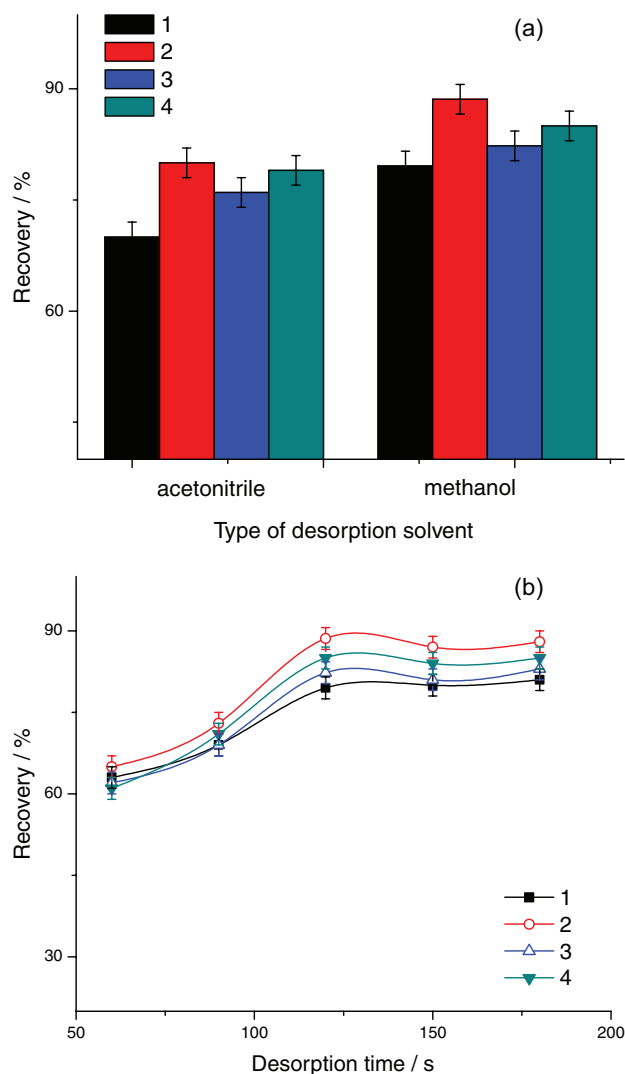 (a)
1
2
3
4
90
60
Recovery / %
acetonitrile methanol
Type of desorption solvent
(b)
90
60
30
Recovery / %
1
2
3
4
50 100 150 200
Desorption time / s